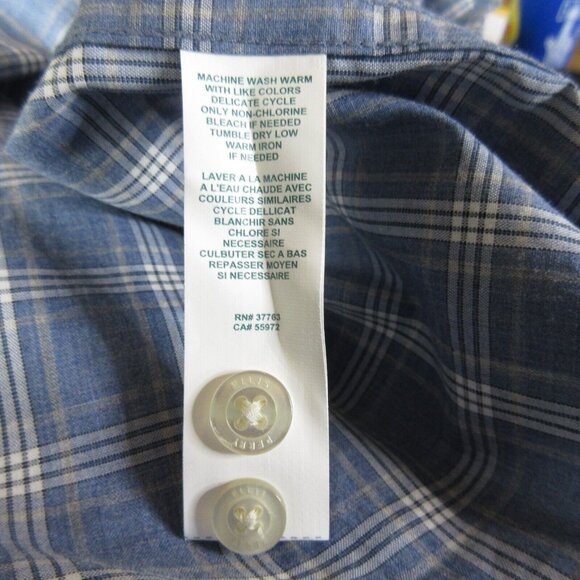 MACHINE WASH WARM
WITH LIKE COLORS
DELICATE CYCLE
ONLY NON-CHLORINE
BLEACH IF NEEDED
TUMBLE DRY LOW
WARM IRON
IF NEEDED
LAVER A LA MACHINE
A L'EAU CHAUDE AVEC
COULEURS SIMILAIRES
CYCLE DELLICAT
BLANCHIR SANS
CHLORE SI
NECESSAIRE
CULBUTER SEC A BAS
REPASSER MOYEN
SI NECESSAIRE
RN# 37763
CA# 55972
ELLIS
PERRY
ELLIS